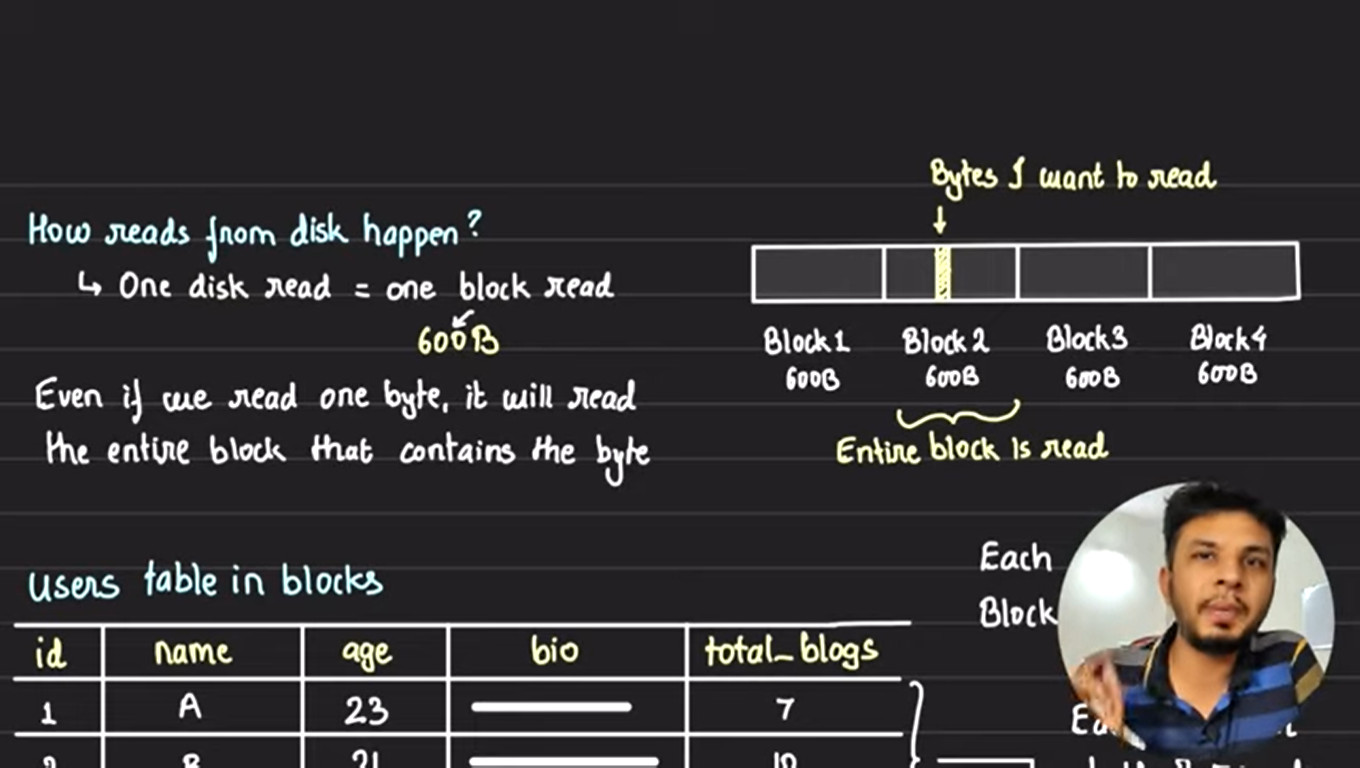 Bytes I want to read
How reads from disk happen?
↳ One disk read = one block read
600B
Even if we read one byte, it will read
the entire block that contains the byte
Block 1 Block 2 Block 3 Block 4
600B 600B 600B 600B
Entire block is read
Each
Block
Users table in blocks
id name age bio total_blogs
1 A 23 7
2 B 21 10